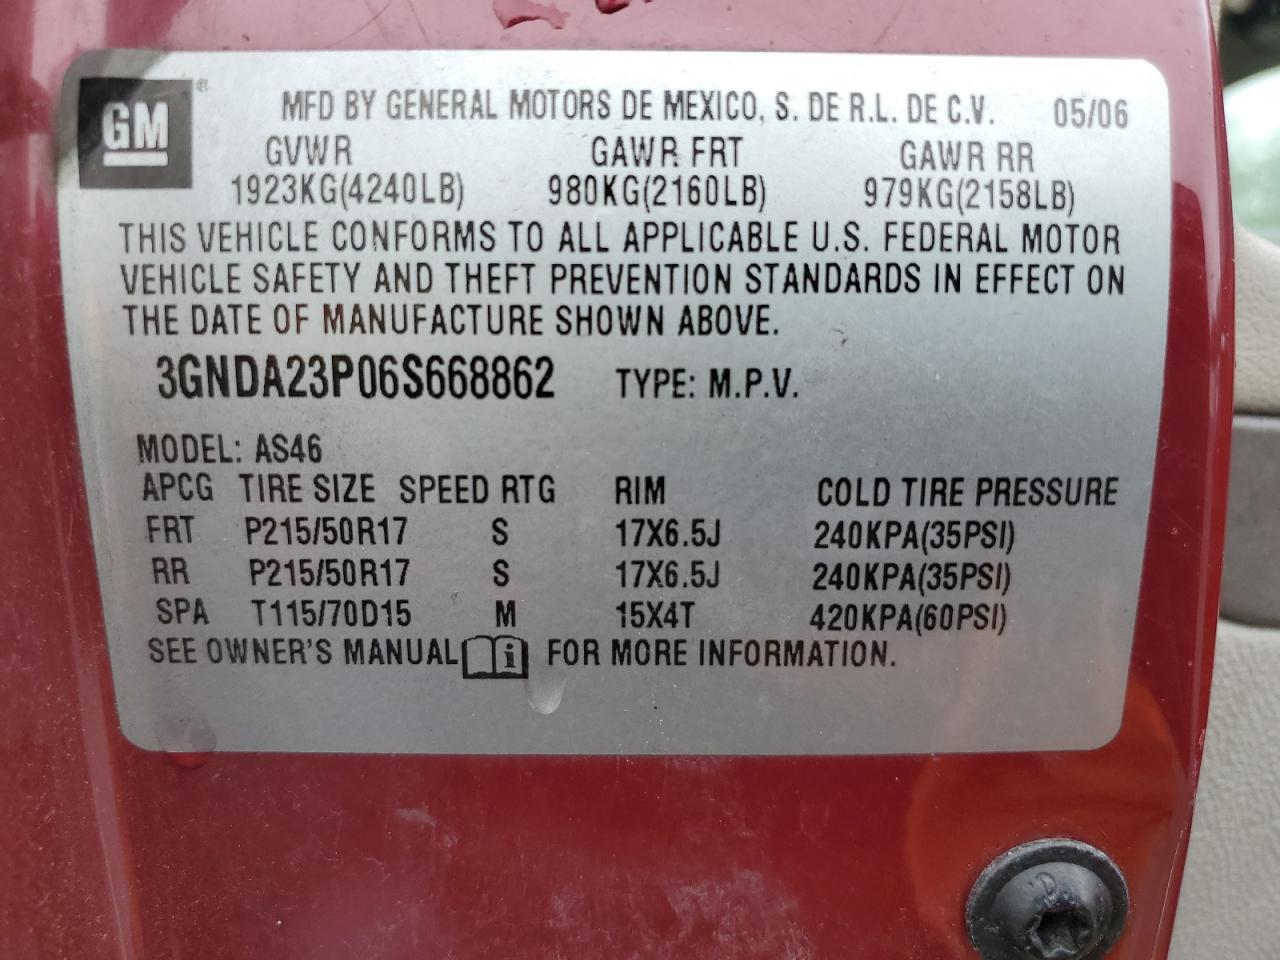 GM ®
MFD BY GENERAL MOTORS DE MEXICO, S. DE R.L. DE C.V. 05/06
GVWR GAWR FRT GAWR RR
1923KG(4240LB) 980KG(2160LB) 979KG(2158LB)
THIS VEHICLE CONFORMS TO ALL APPLICABLE U.S. FEDERAL MOTOR
VEHICLE SAFETY AND THEFT PREVENTION STANDARDS IN EFFECT ON
THE DATE OF MANUFACTURE SHOWN ABOVE.
3GNDA23P06S668862 TYPE: M.P.V.
MODEL: AS46
APCG TIRE SIZE SPEED RTG RIM COLD TIRE PRESSURE
FRT P215/50R17 S 17X6.5J 240KPA(35PSI)
RR P215/50R17 S 17X6.5J 240KPA(35PSI)
SPA T115/70D15 M 15X4T 420KPA(60PSI)
SEE OWNER'S MANUAL i FOR MORE INFORMATION.
D